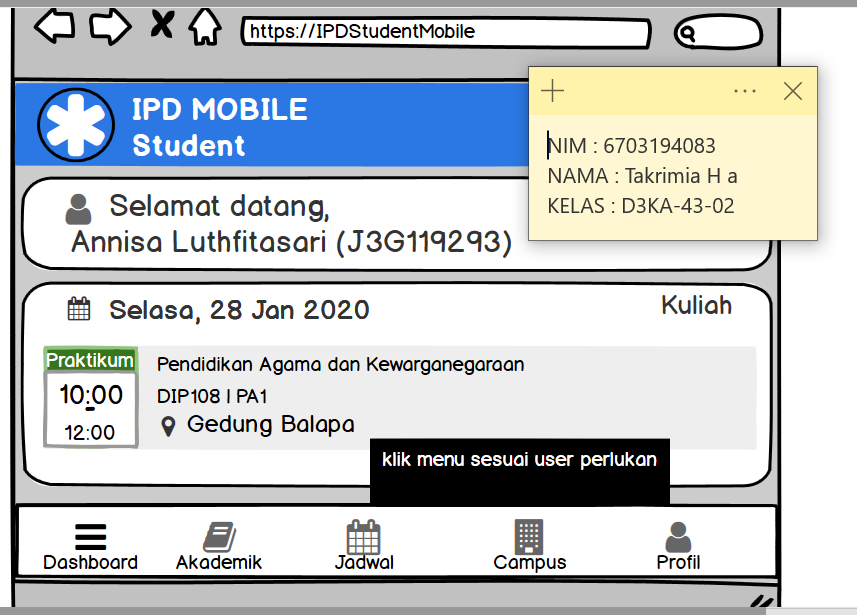 https://IPDStudentMobile
IPD MOBILE
Student
NIM : 6703194083
NAMA : Takrimia H a
KELAS : D3KA-43-02
Selamat datang,
Annisa Luthfitasari (J3G119293)
Selasa, 28 Jan 2020
Kuliah
Praktikum
10:00
-
12:00
Pendidikan Agama dan Kewarganegaraan
DIP108 | PA1
Gedung Balapa
klik menu sesuai user perlukan
Dashboard
Akademik
Jadwal
Campus
Profil